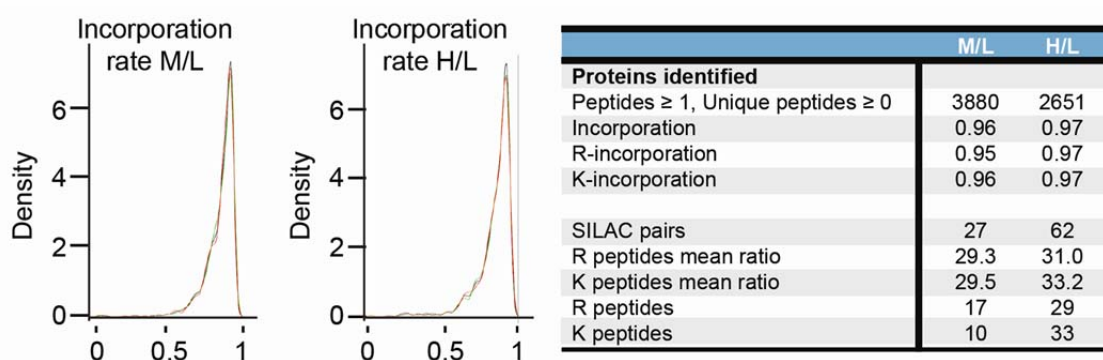 Incorporation
rate M/L
Density
6
4
2
0
0 0.5 1
Incorporation
rate H/L
Density
6
4
2
0
0 0.5 1
M/L H/L
Proteins identified
Peptides ≥ 1, Unique peptides ≥ 0 3880 2651
Incorporation 0.96 0.97
R-incorporation 0.95 0.97
K-incorporation 0.96 0.97
SILAC pairs 27 62
R peptides mean ratio 29.3 31.0
K peptides mean ratio 29.5 33.2
R peptides 17 29
K peptides 10 33